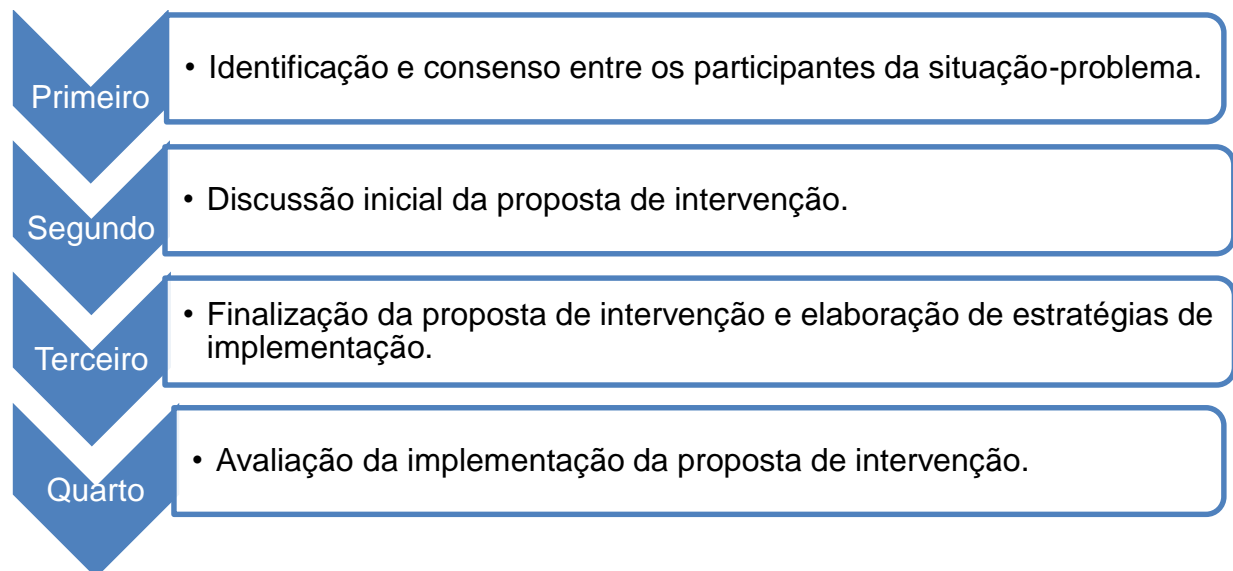 Primeiro
• Identificação e consenso entre os participantes da situação-problema.
Segundo
• Discussão inicial da proposta de intervenção.
Terceiro
• Finalização da proposta de intervenção e elaboração de estratégias de
implementação.
Quarto
• Avaliação da implementação da proposta de intervenção.